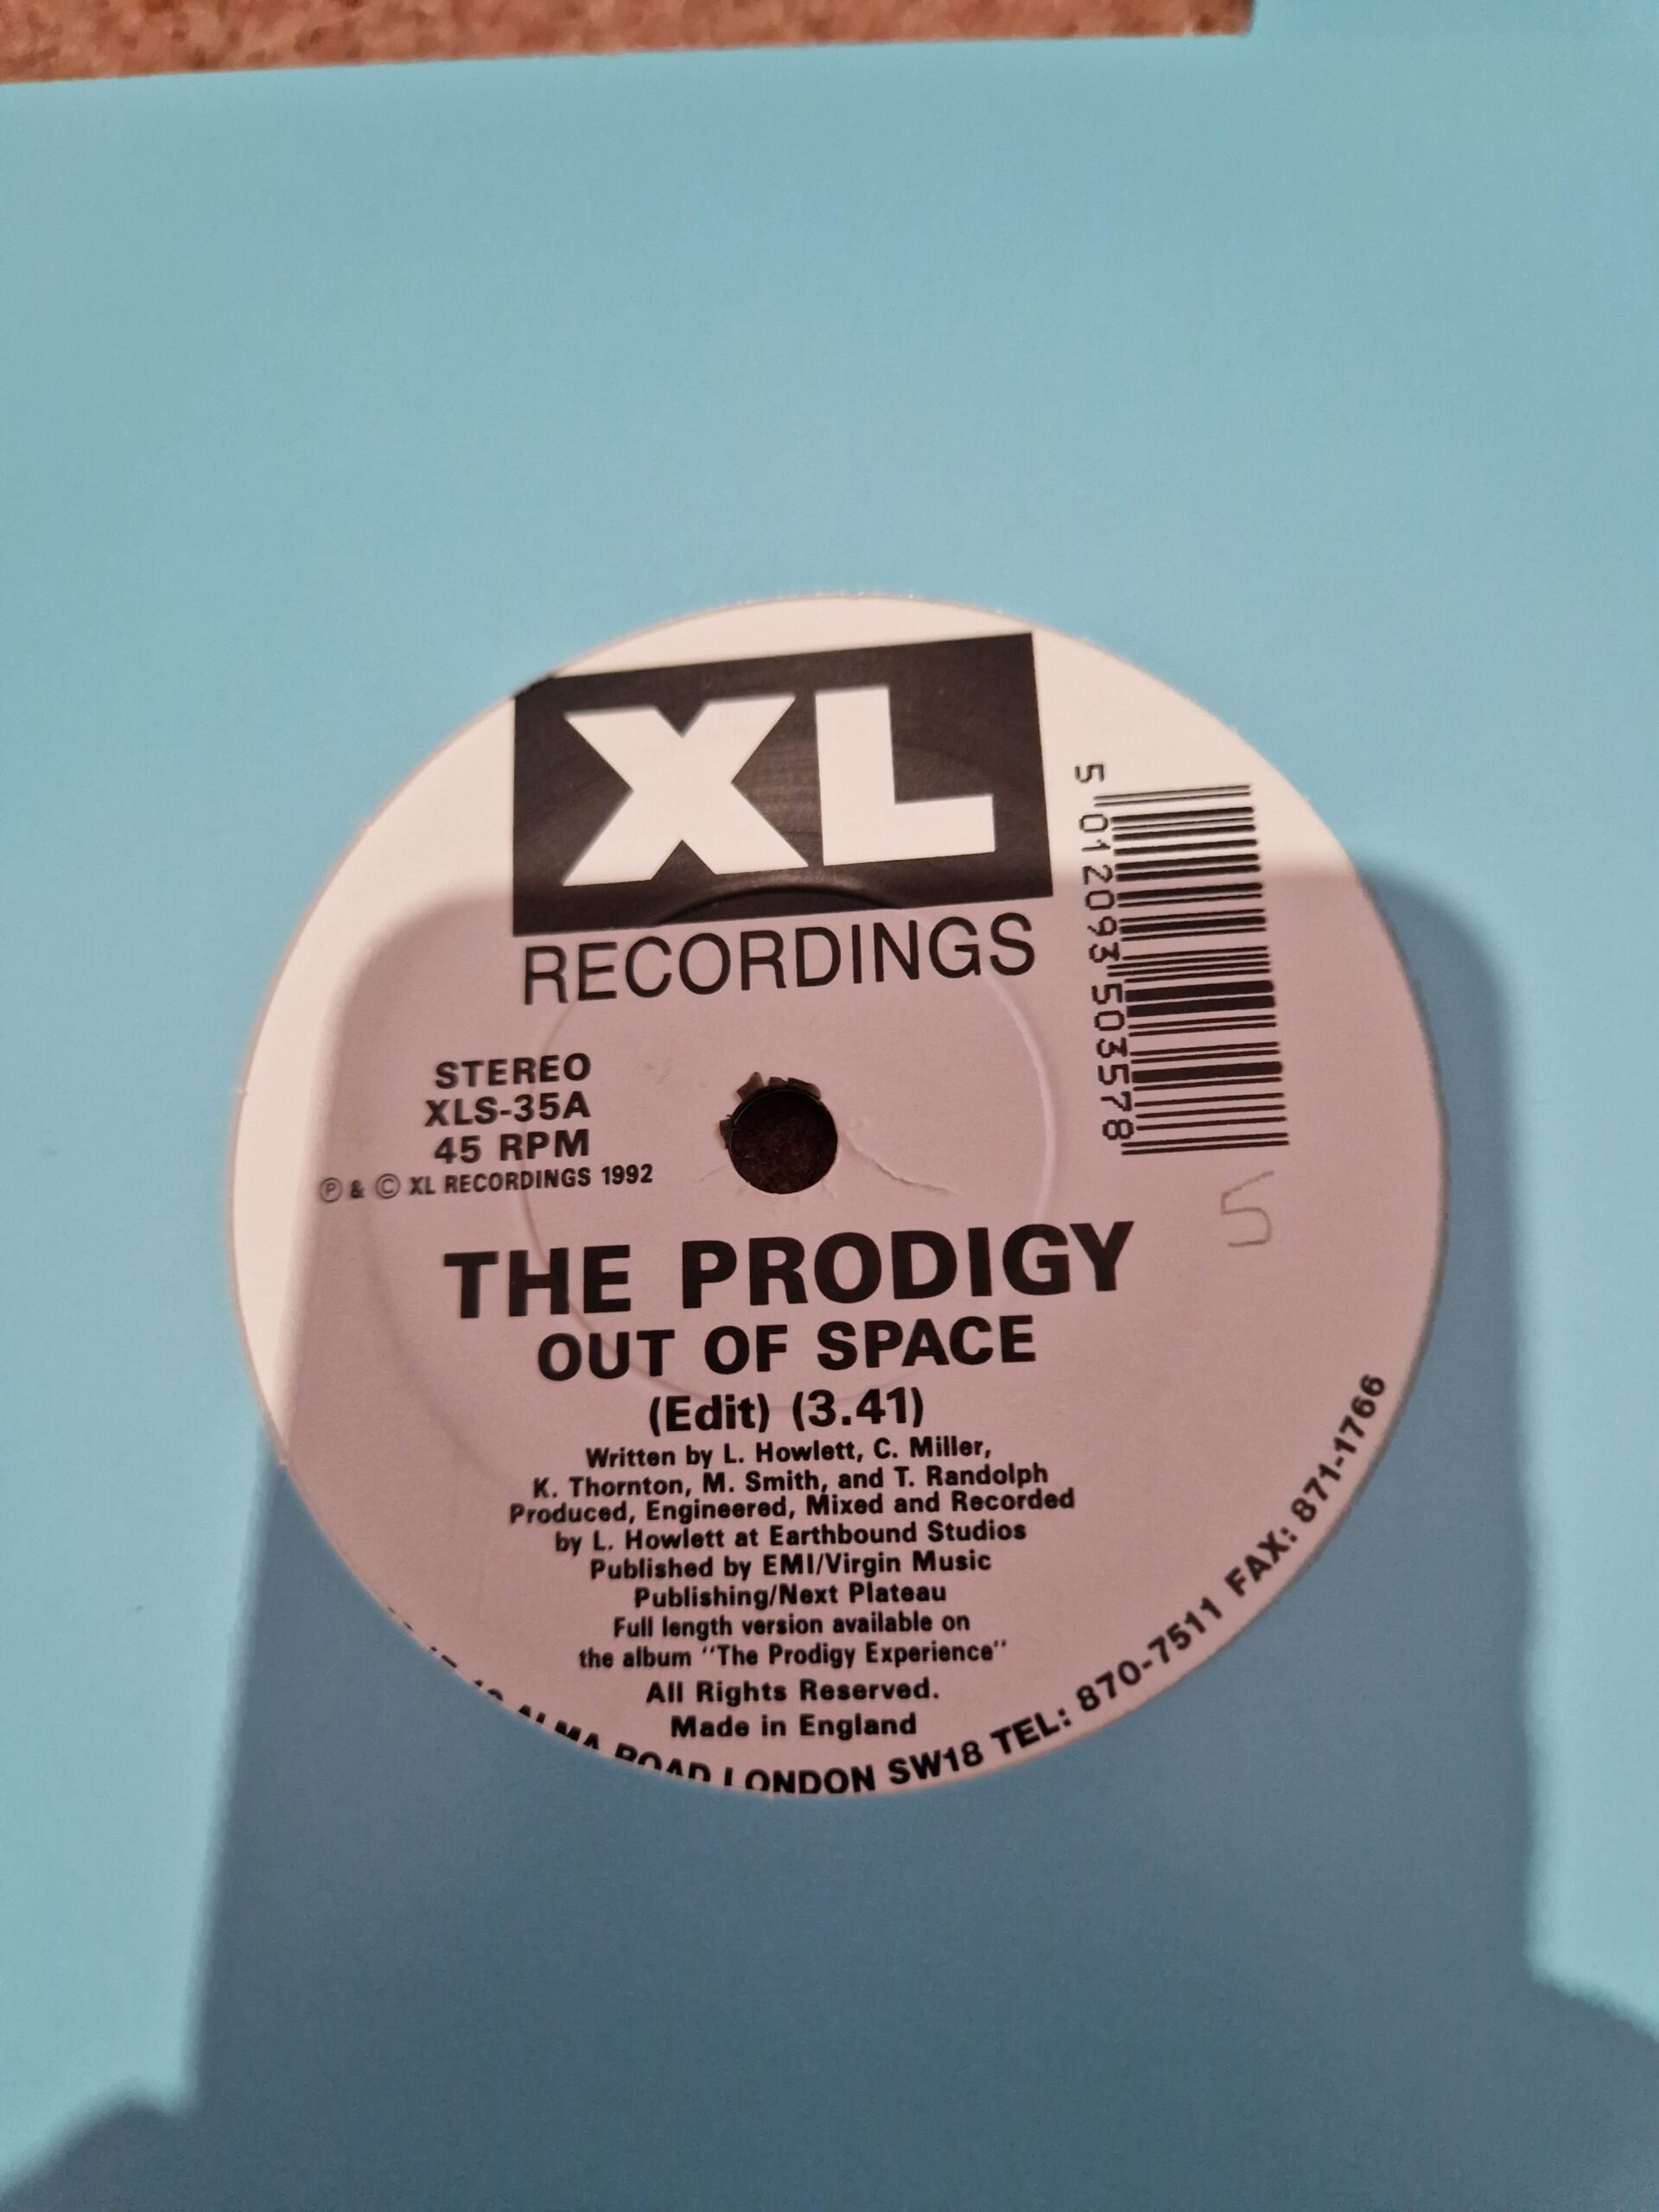 XL
RECORDINGS
5 012093 503578
STEREO
XLS-35A
45 RPM
Ⓟ & © XL RECORDINGS 1992
5
THE PRODIGY
OUT OF SPACE
(Edit) (3.41)
Written by L. Howlett, C. Miller,
K. Thornton, M. Smith, and T. Randolph
Produced, Engineered, Mixed and Recorded
by L. Howlett at Earthbound Studios
Published by EMI/Virgin Music
Publishing/Next Plateau
Full length version available on
the album "The Prodigy Experience"
All Rights Reserved.
Made in England
ALMA ROAD LONDON SW18 TEL: 870-7511 FAX: 871-1766